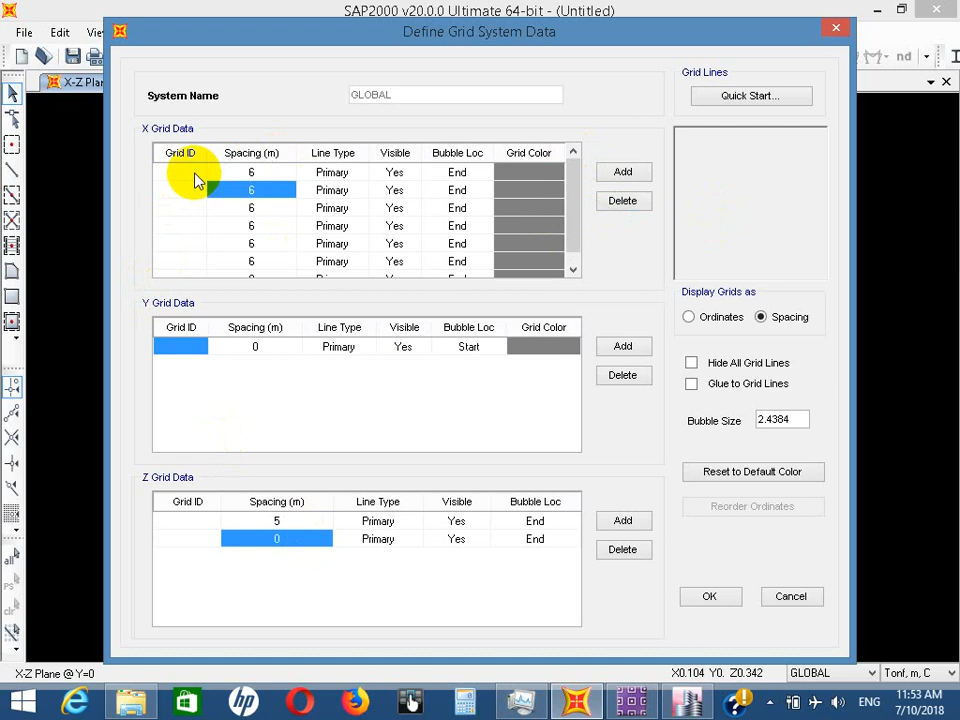 SAP2000 v20.0.0 Ultimate 64-bit - (Untitled)
File Edit
Define Grid System Data
nd
X-Z Plan
System Name GLOBAL
Grid Lines
Quick Start...
X Grid Data
Grid ID Spacing (m) Line Type Visible Bubble Loc Grid Color
6 Primary Yes End
6 Primary Yes End
6 Primary Yes End
6 Primary Yes End
6 Primary Yes End
6 Primary Yes End
Add
Delete
Display Grids as
Ordinates Spacing
Y Grid Data
Grid ID Spacing (m) Line Type Visible Bubble Loc Grid Color
0 Primary Yes Start
Add
Delete
Hide All Grid Lines
Glue to Grid Lines
Bubble Size 2.4384
Reset to Default Color
Reorder Ordinates
Z Grid Data
Grid ID Spacing (m) Line Type Visible Bubble Loc
5 Primary Yes End
0 Primary Yes End
Add
Delete
OK Cancel
all
PS
clr
X-Z Plane @ Y=0
X0.104 Y0. Z0.342
GLOBAL
Tonf, m, C
ENG
11:53 AM
7/10/2018